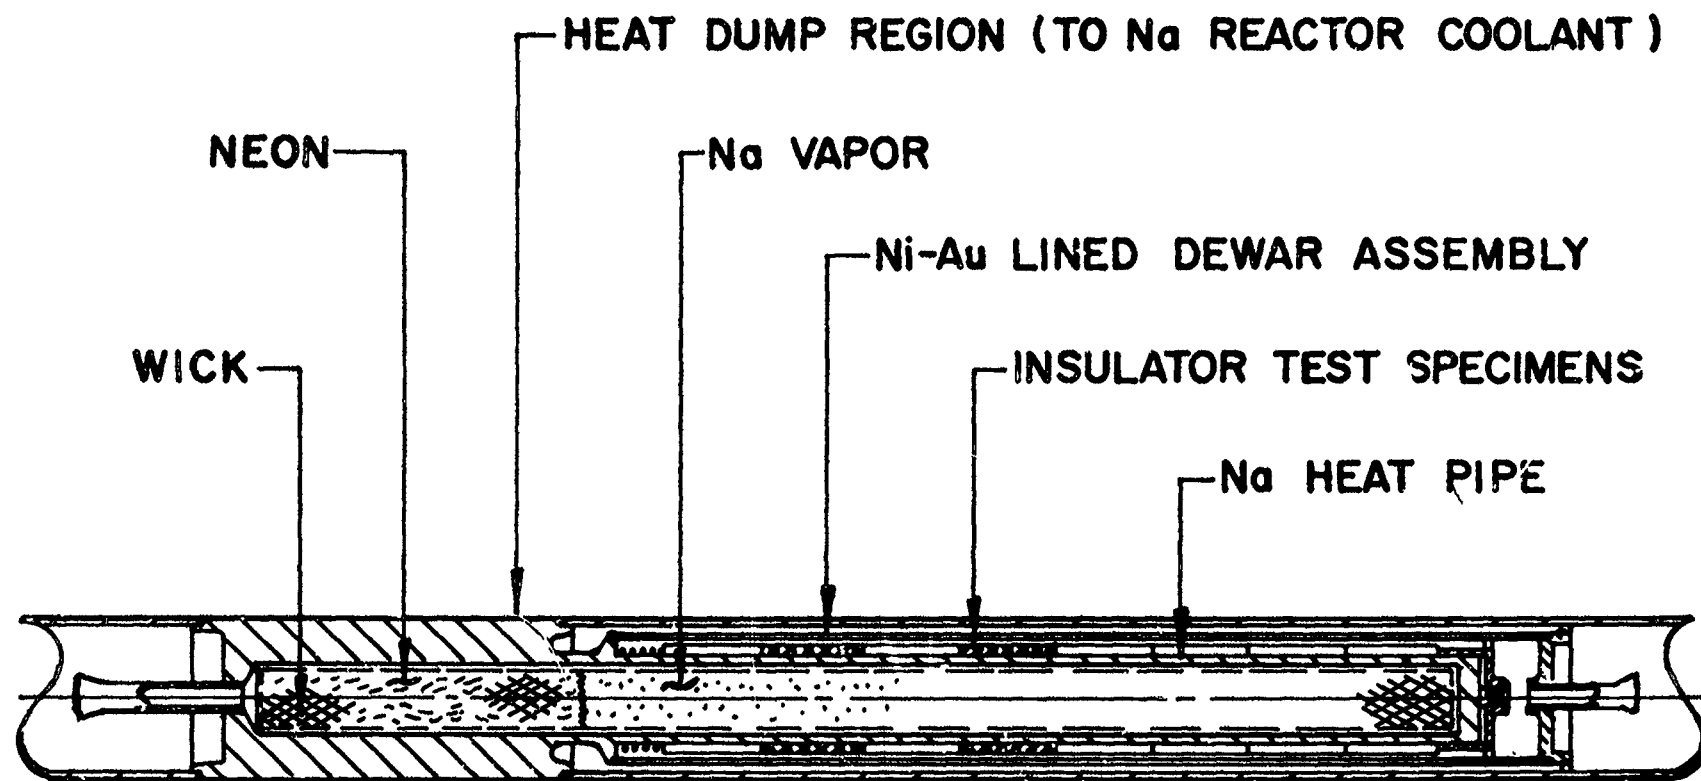 HEAT DUMP REGION (TO Na REACTOR COOLANT)
NEON
Na VAPOR
Ni-Au LINED DEWAR ASSEMBLY
WICK
INSULATOR TEST SPECIMENS
Na HEAT PIPE